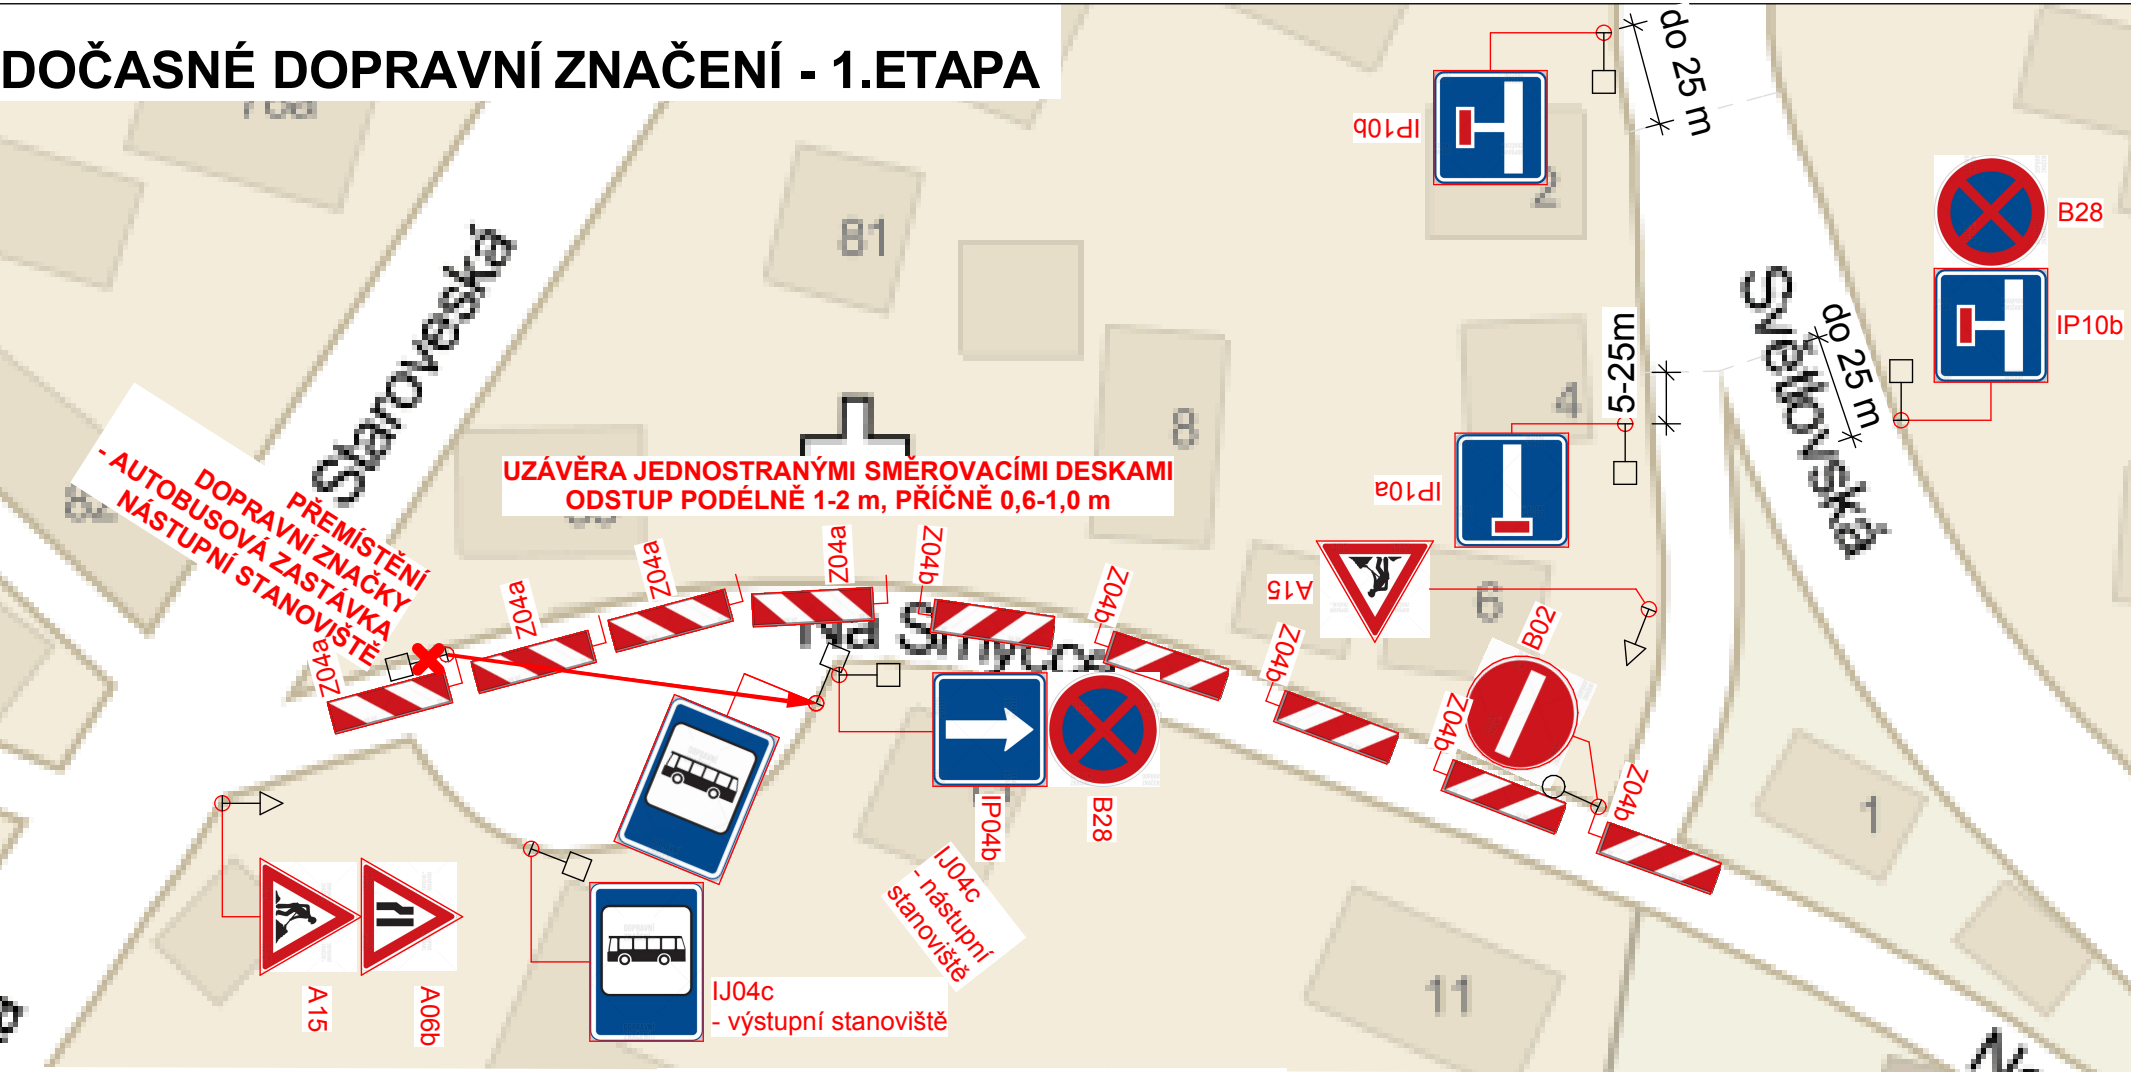 DOČASNÉ DOPRAVNÍ ZNAČENÍ - 1.ETAPA
do 25 m
IP10b
2
B28
IP10b
81
Staroveská
Světlovská
do 25 m
5-25m
4
8
IP10a
PŘEMÍSTĚNÍ
DOPRAVNÍ ZNAČKY
- AUTOBUSOVÁ ZASTÁVKA
NÁSTUPNÍ STANOVIŠTĚ
UZÁVĚRA JEDNOSTRANÝMI SMĚROVACÍMI DESKAMI
ODSTUP PODÉLNĚ 1-2 m, PŘÍČNĚ 0,6-1,0 m
Z04a
Z04a
Z04a
Z04a
Z04b
Z04b
Z04b
Z04b
Z04b
A15
6
B02
Na Smyčce
IP04b
B28
1
IJ04c
- nástupní
stanoviště
IJ04c
- výstupní stanoviště
A15
A06b
11